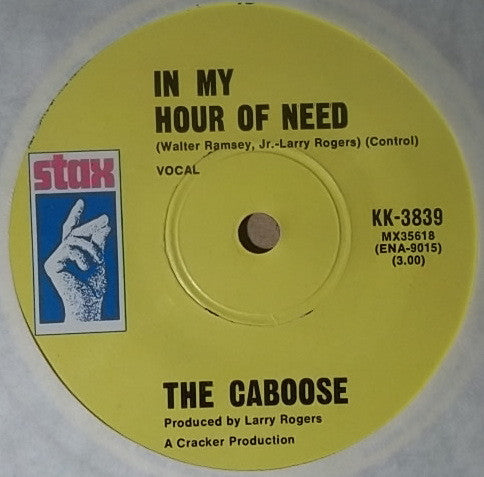 IN MY
HOUR OF NEED
(Walter Ramsey, Jr.-Larry Rogers) (Control)
VOCAL
stax
KK-3839
MX35618
(ENA-9015)
(3.00)
THE CABOOSE
Produced by Larry Rogers
A Cracker Production